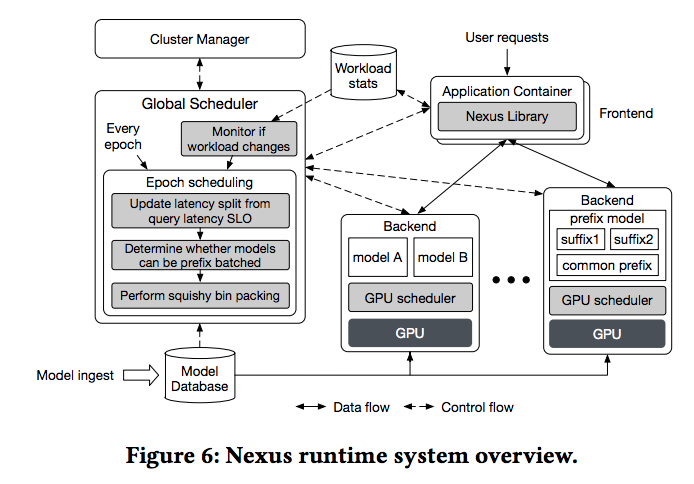 Cluster Manager
User requests
Workload
stats
Application Container
Nexus Library
Frontend
Global Scheduler
Every
epoch
Monitor if
workload changes
Epoch scheduling
Update latency split from
query latency SLO
Determine whether models
can be prefix batched
Perform squishy bin packing
Backend
model A
model B
GPU scheduler
GPU
Backend
prefix model
suffix1
suffix2
common prefix
GPU scheduler
GPU
Model ingest
Model
Database
Data flow
Control flow
Figure 6: Nexus runtime system overview.